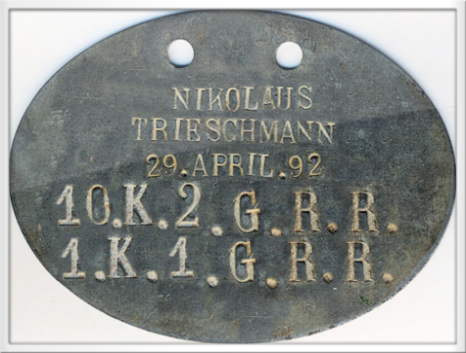 NIKOLAUS
TRIESCHMANN
29.APRIL.92
10.K.2.G.R.R.
1.K.1.G.R.R.